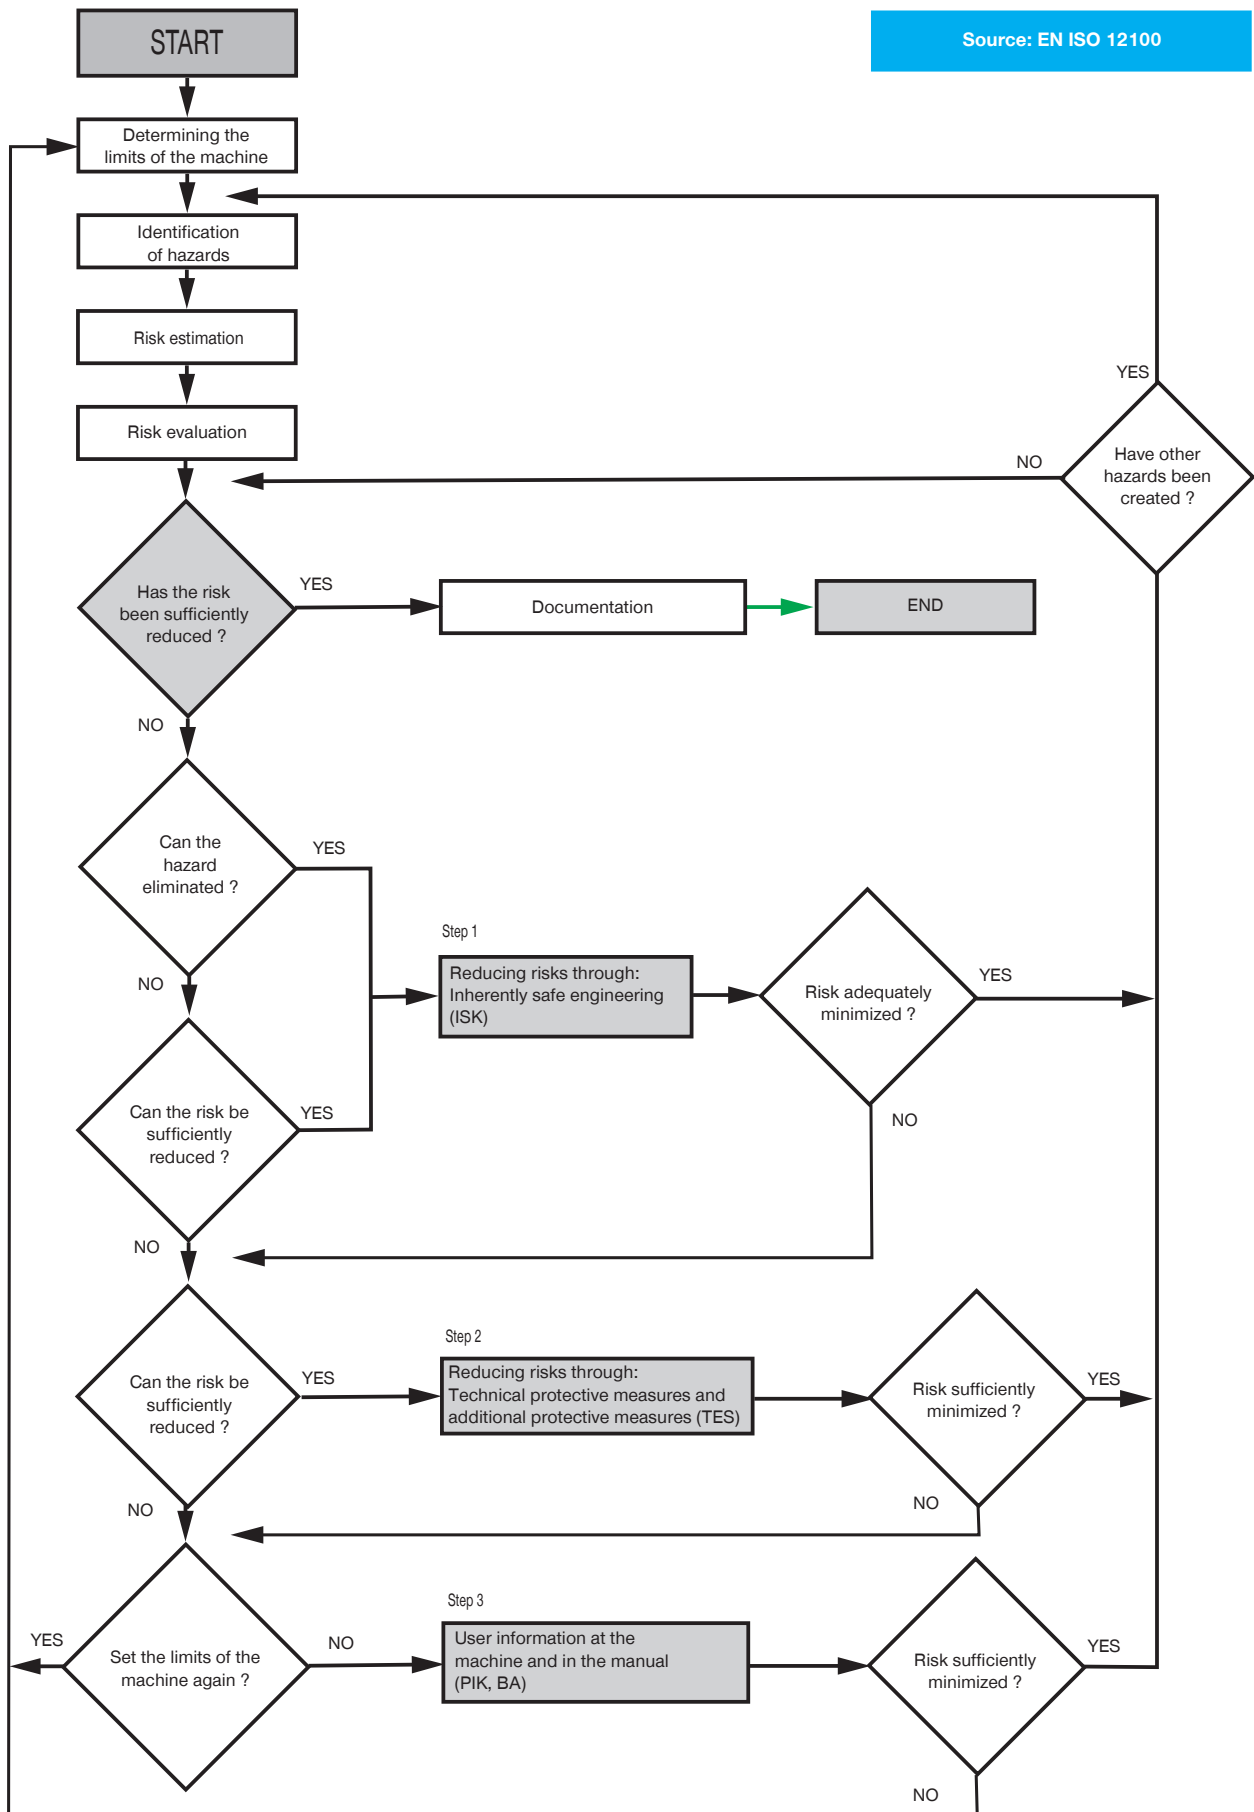 START
Source: EN ISO 12100
Determining the
limits of the machine
Identification
of hazards
Risk estimation
YES
Risk evaluation
NO
Have other
hazards been
created ?
Has the risk
been sufficiently
reduced ?
YES
Documentation
END
NO
Can the
hazard
eliminated ?
YES
Step 1
NO
Reducing risks through:
Inherently safe engineering
(ISK)
Risk adequately
minimized ?
YES
Can the risk be
sufficiently
reduced ?
YES
NO
NO
Step 2
Can the risk be
sufficiently
reduced ?
YES
Reducing risks through:
Technical protective measures and
additional protective measures (TES)
Risk sufficiently
minimized ?
YES
NO
NO
Step 3
YES
Set the limits of the
machine again ?
NO
User information at the
machine and in the manual
(PIK, BA)
Risk sufficiently
minimized ?
YES
NO